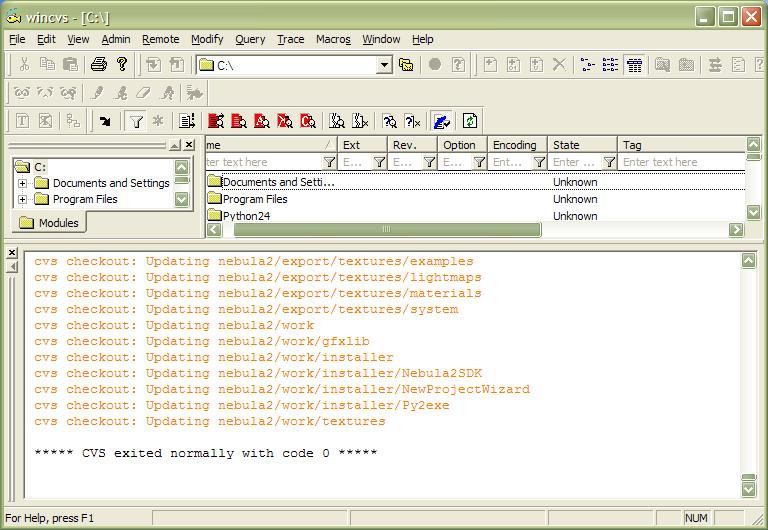 wincvs - [C:\]
File Edit View Admin Remote Modify Query Trace Macros Window Help
C:\
me Ext Rev. Option Encoding State Tag
ter text here E... E... E... Ent... Enter ... Enter text here
C:
Documents and Settings
Program Files
Modules
Documents and Setti... Unknown
Program Files Unknown
Python24 Unknown
cvs checkout: Updating nebula2/export/textures/examples
cvs checkout: Updating nebula2/export/textures/lightmaps
cvs checkout: Updating nebula2/export/textures/materials
cvs checkout: Updating nebula2/export/textures/system
cvs checkout: Updating nebula2/work
cvs checkout: Updating nebula2/work/gfxlib
cvs checkout: Updating nebula2/work/installer
cvs checkout: Updating nebula2/work/installer/Nebula2SDK
cvs checkout: Updating nebula2/work/installer/NewProjectWizard
cvs checkout: Updating nebula2/work/installer/Py2exe
cvs checkout: Updating nebula2/work/textures
***** CVS exited normally with code 0 *****
For Help, press F1 NUM